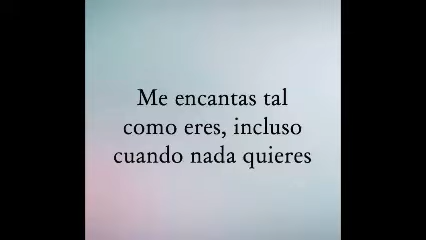 Me encantas tal
como eres, incluso
cuando nada quieres